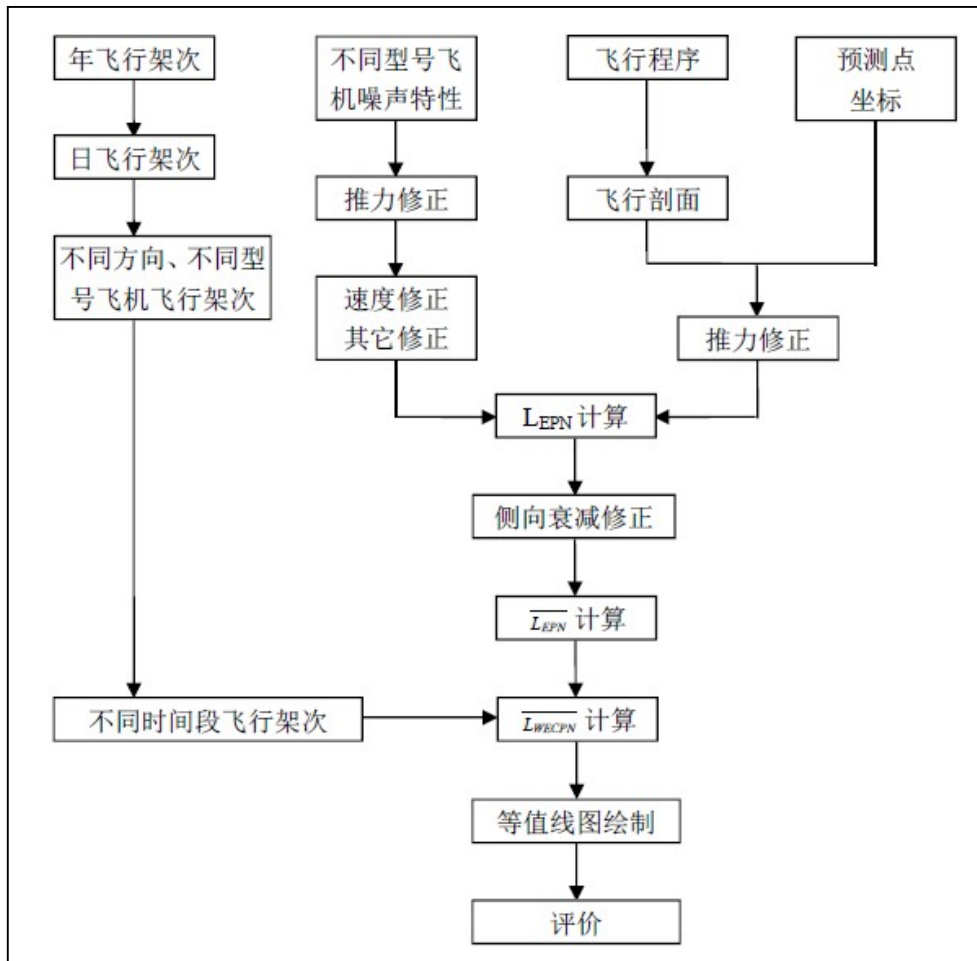 年飞行架次
不同型号飞
机噪声特性
飞行程序
预测点
坐标
日飞行架次
推力修正
飞行剖面
不同方向、不同型
号飞机飞行架次
速度修正
其它修正
推力修正
LEPN 计算
侧向衰减修正
LEPN 计算
不同时间段飞行架次
LWECPN 计算
等值线图绘制
评价